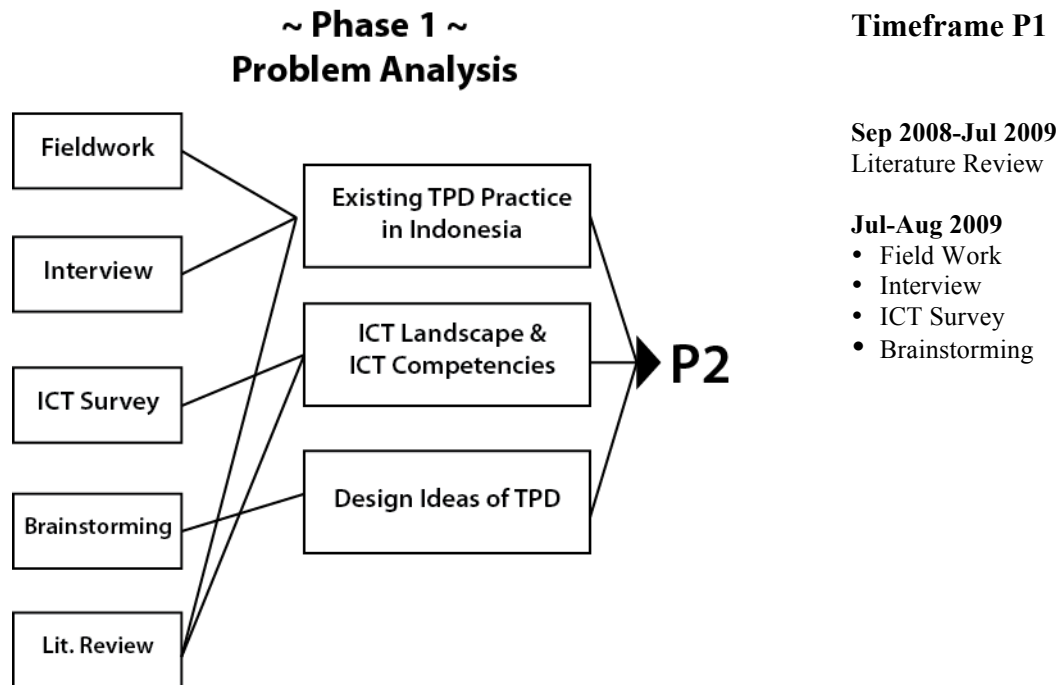 ~ Phase 1 ~
Problem Analysis
Fieldwork
Interview
ICT Survey
Brainstorming
Lit. Review
Existing TPD Practice
in Indonesia
ICT Landscape &
ICT Competencies
Design Ideas of TPD
P2
Timeframe P1
Sep 2008-Jul 2009
Literature Review
Jul-Aug 2009
• Field Work
• Interview
• ICT Survey
• Brainstorming